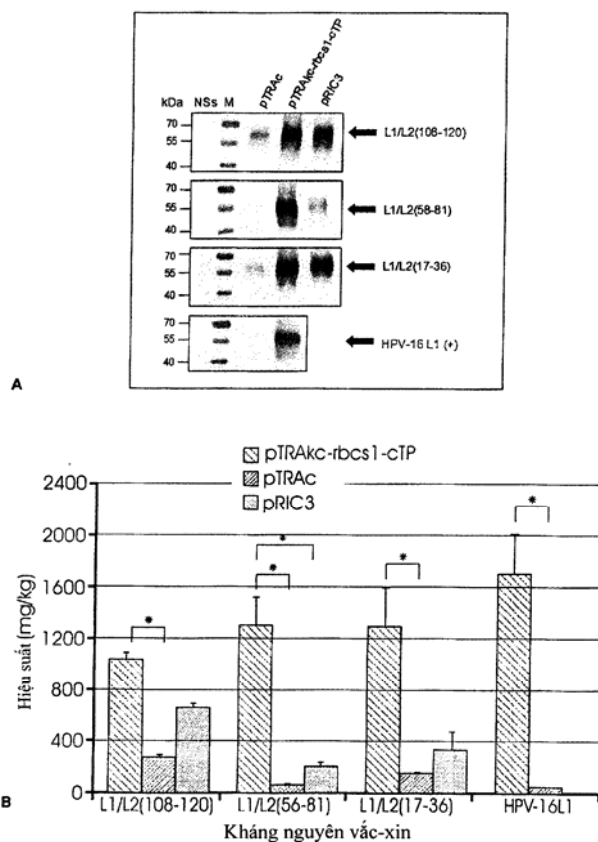 pTRAc
pTRAkc-rbcs1-cTP
pRIC3
kDa NSs M
70
55
40
L1/L2(108-120)
70
55
40
L1/L2(58-81)
70
55
40
L1/L2(17-36)
70
55
40
HPV-16 L1 (+)
A
pTRAkc-rbcs1-cTP
pTRAc
pRIC3
Hiệu suất (mg/kg)
2400
2000
1600
1200
800
400
0
*
*
*
*
*
L1/L2(108-120) L1/L2(56-81) L1/L2(17-36) HPV-16L1
B
Kháng nguyên vắc-xin